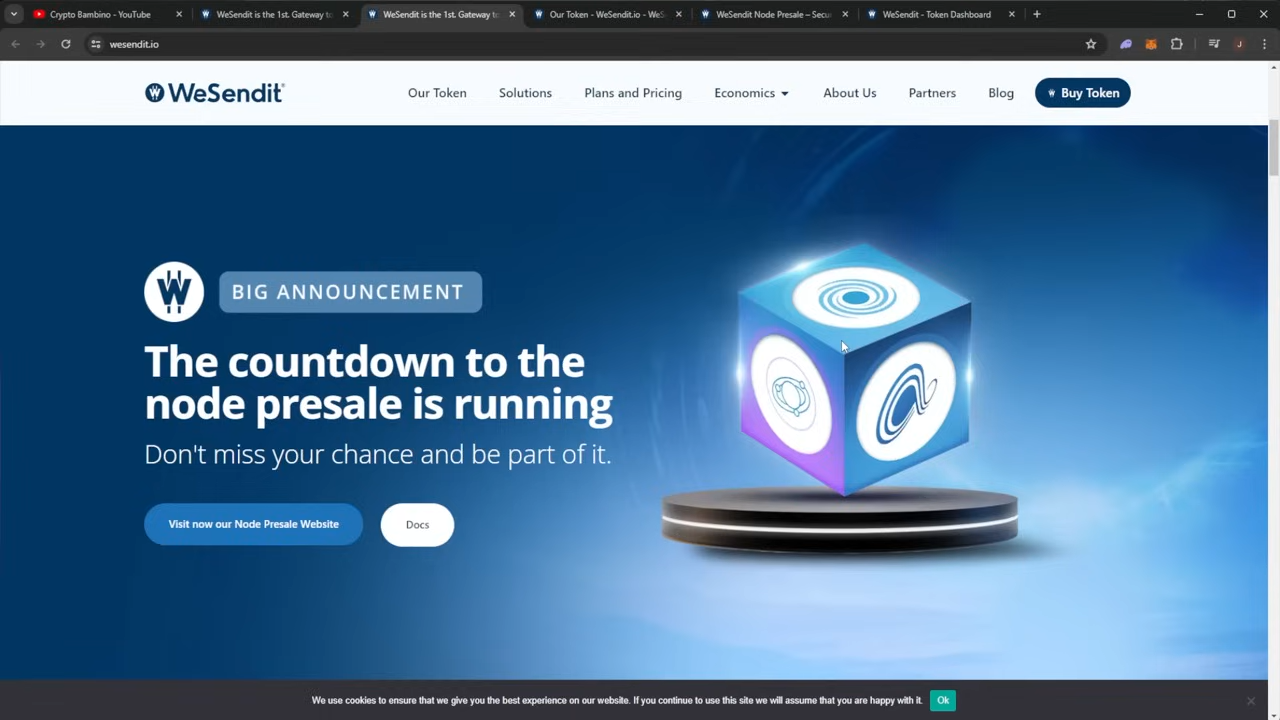 Crypto Bambino - YouTube
WeSendit is the 1st. Gateway to
WeSendit is the 1st. Gateway to
Our Token - WeSendit.io - WeS
WeSendit Node Presale – Secu
WeSendit - Token Dashboard
wesendit.io
J
WeSendit®
Our Token
Solutions
Plans and Pricing
Economics
About Us
Partners
Blog
Buy Token
BIG ANNOUNCEMENT
The countdown to the
node presale is running
Don't miss your chance and be part of it.
Visit now our Node Presale Website
Docs
We use cookies to ensure that we give you the best experience on our website. If you continue to use this site we will assume that you are happy with it.
Ok